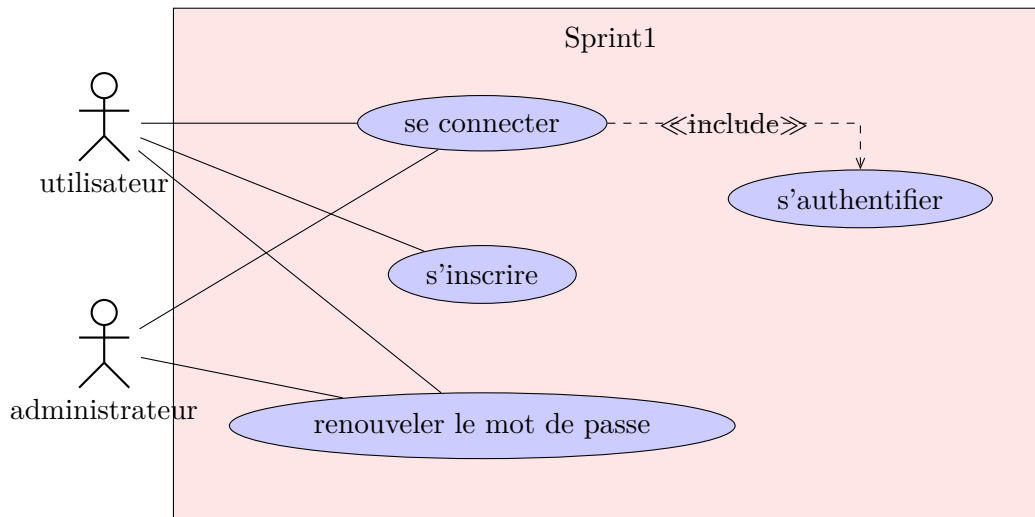 Sprint1
se connecter
≪include≫
utilisateur
s'authentifier
s'inscrire
administrateur
renouveler le mot de passe